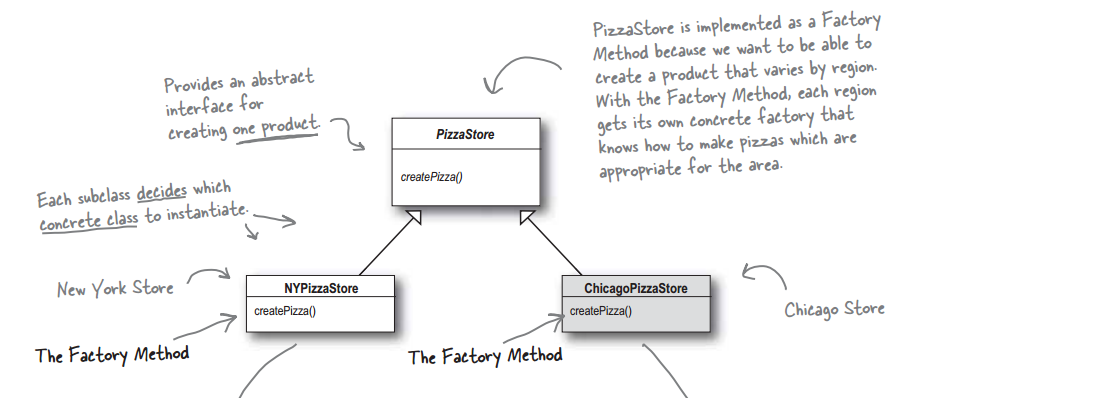 PizzaStore is implemented as a Factory
Method because we want to be able to
create a product that varies by region.
With the Factory Method, each region
gets its own concrete factory that
knows how to make pizzas which are
appropriate for the area.
Provides an abstract
interface for
creating one product.
PizzaStore
createPizza()
Each subclass decides which
concrete class to instantiate.
New York Store
NYPizzaStore
createPizza()
The Factory Method
ChicagoPizzaStore
createPizza()
The Factory Method
Chicago Store